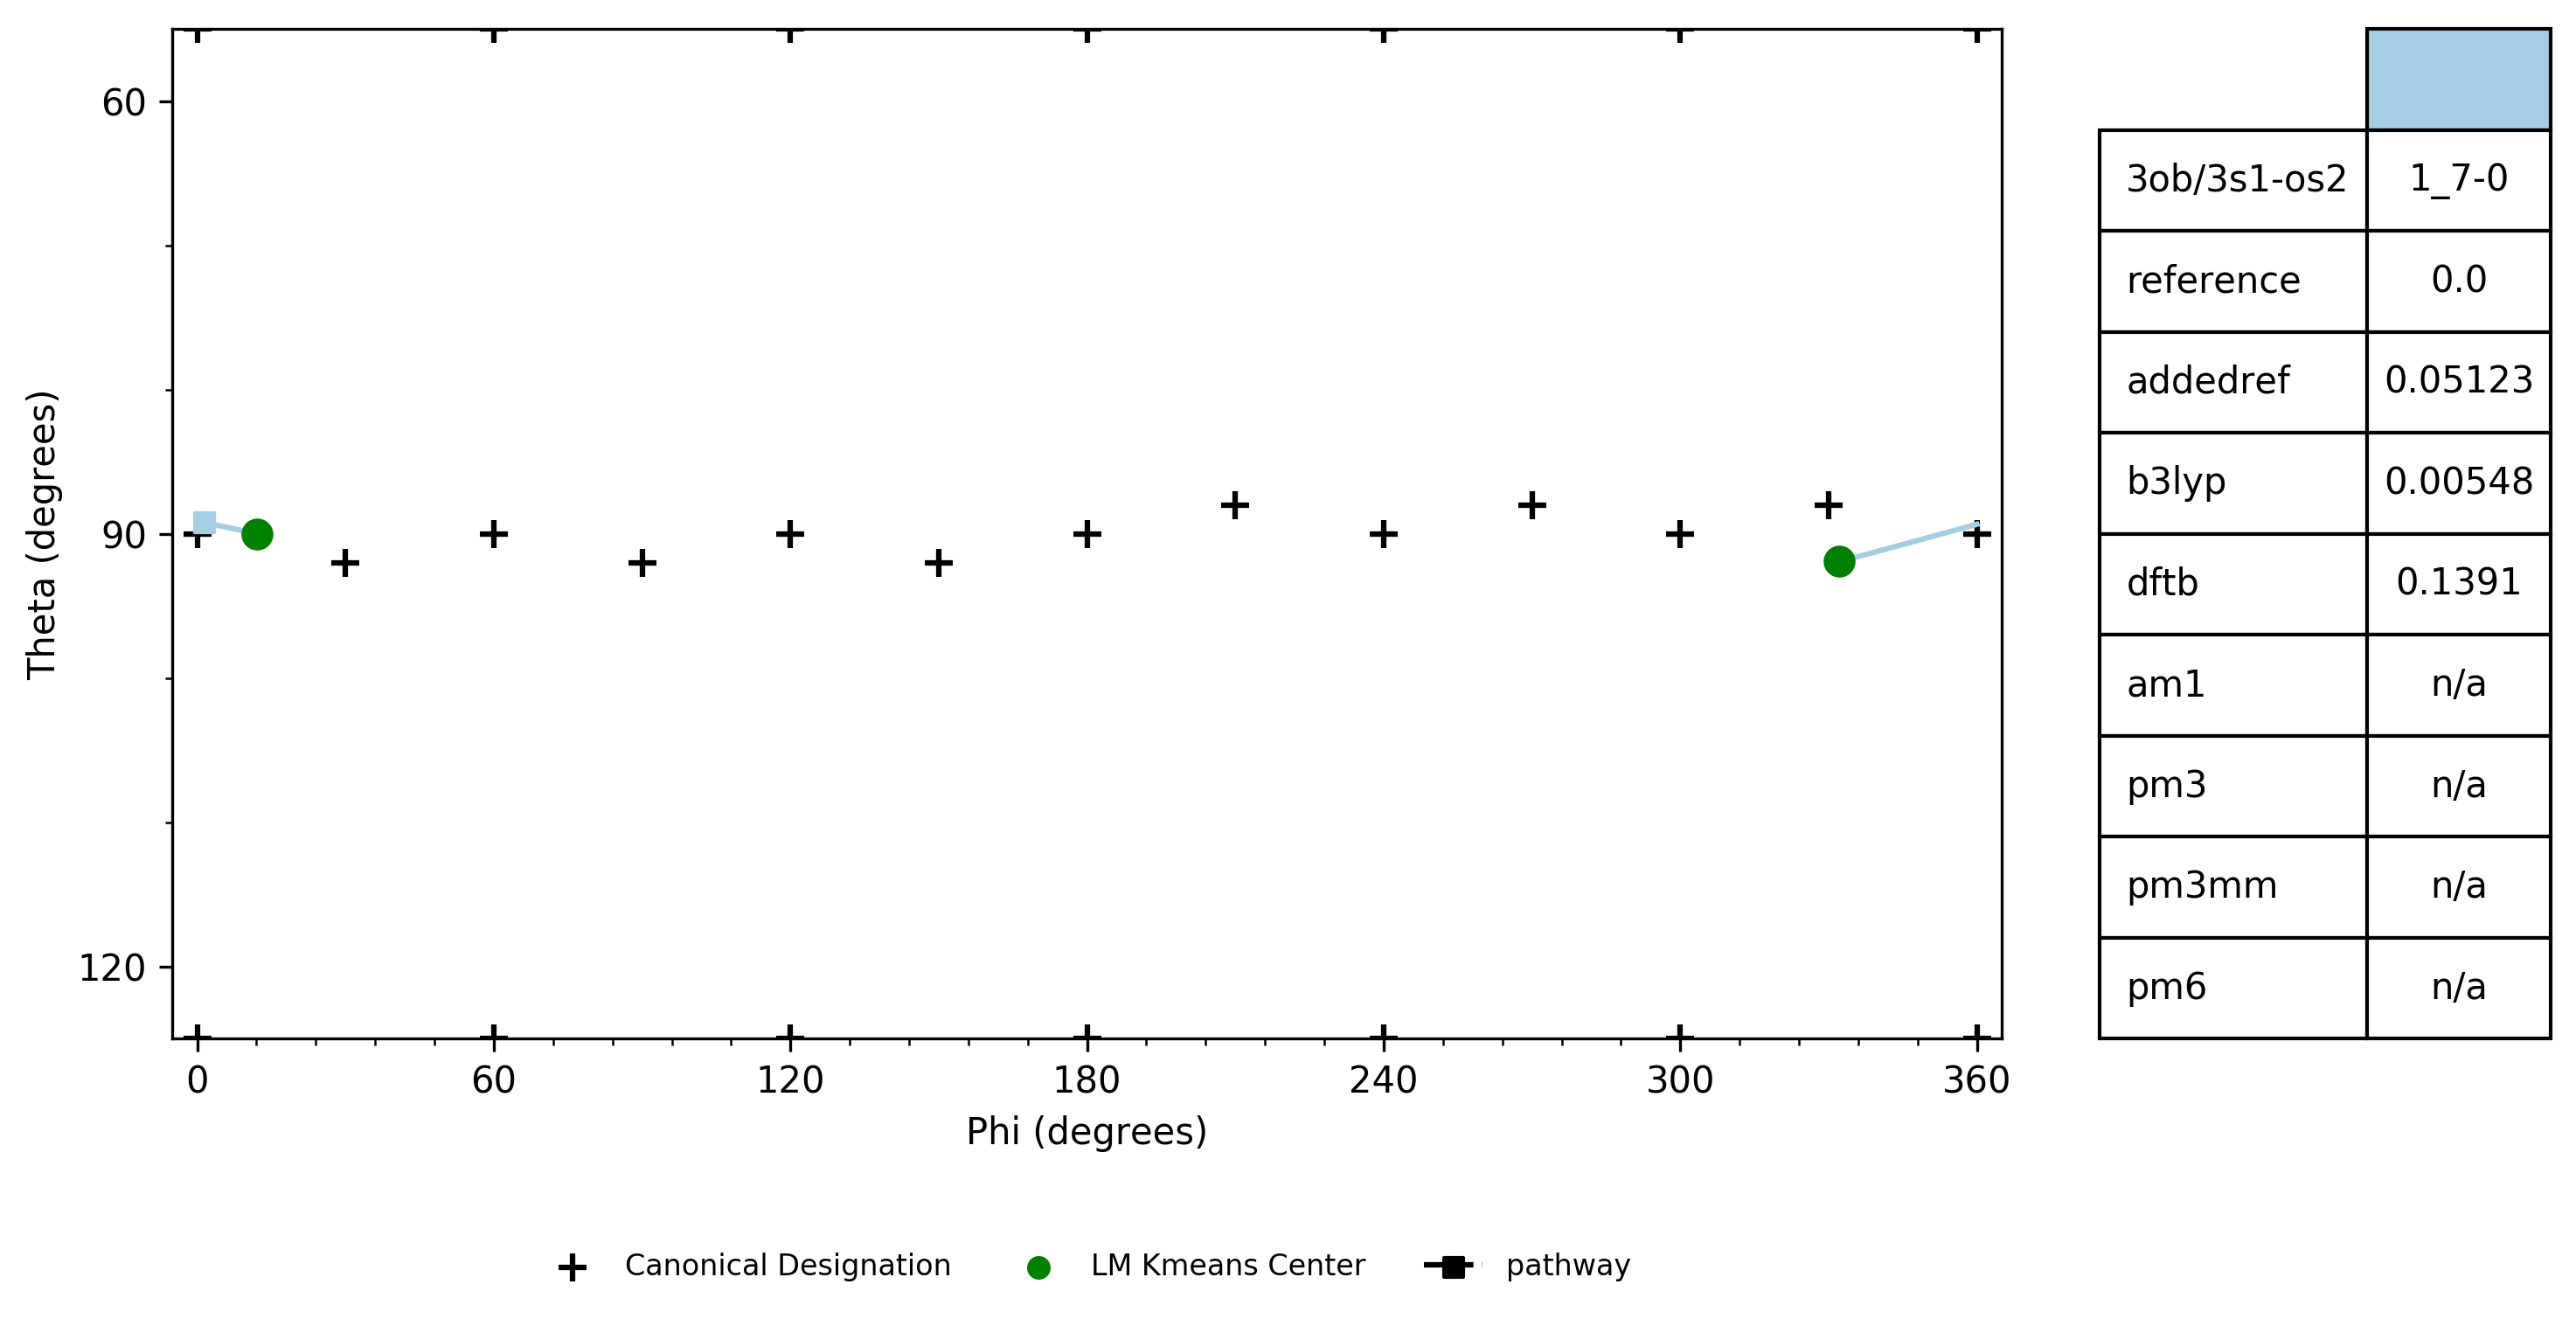 60
90
120
Theta (degrees)
0 60 120 180 240 300 360
Phi (degrees)
Canonical Designation LM Kmeans Center pathway
3ob/3s1-os2 1_7-0
reference 0.0
addedref 0.05123
b3lyp 0.00548
dftb 0.1391
am1 n/a
pm3 n/a
pm3mm n/a
pm6 n/a